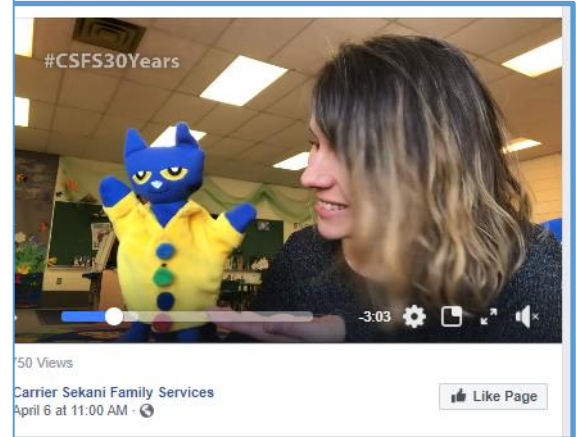 #CSFS30Years
-3:03
750 Views
Carrier Sekani Family Services
April 6 at 11:00 AM ·
Like Page